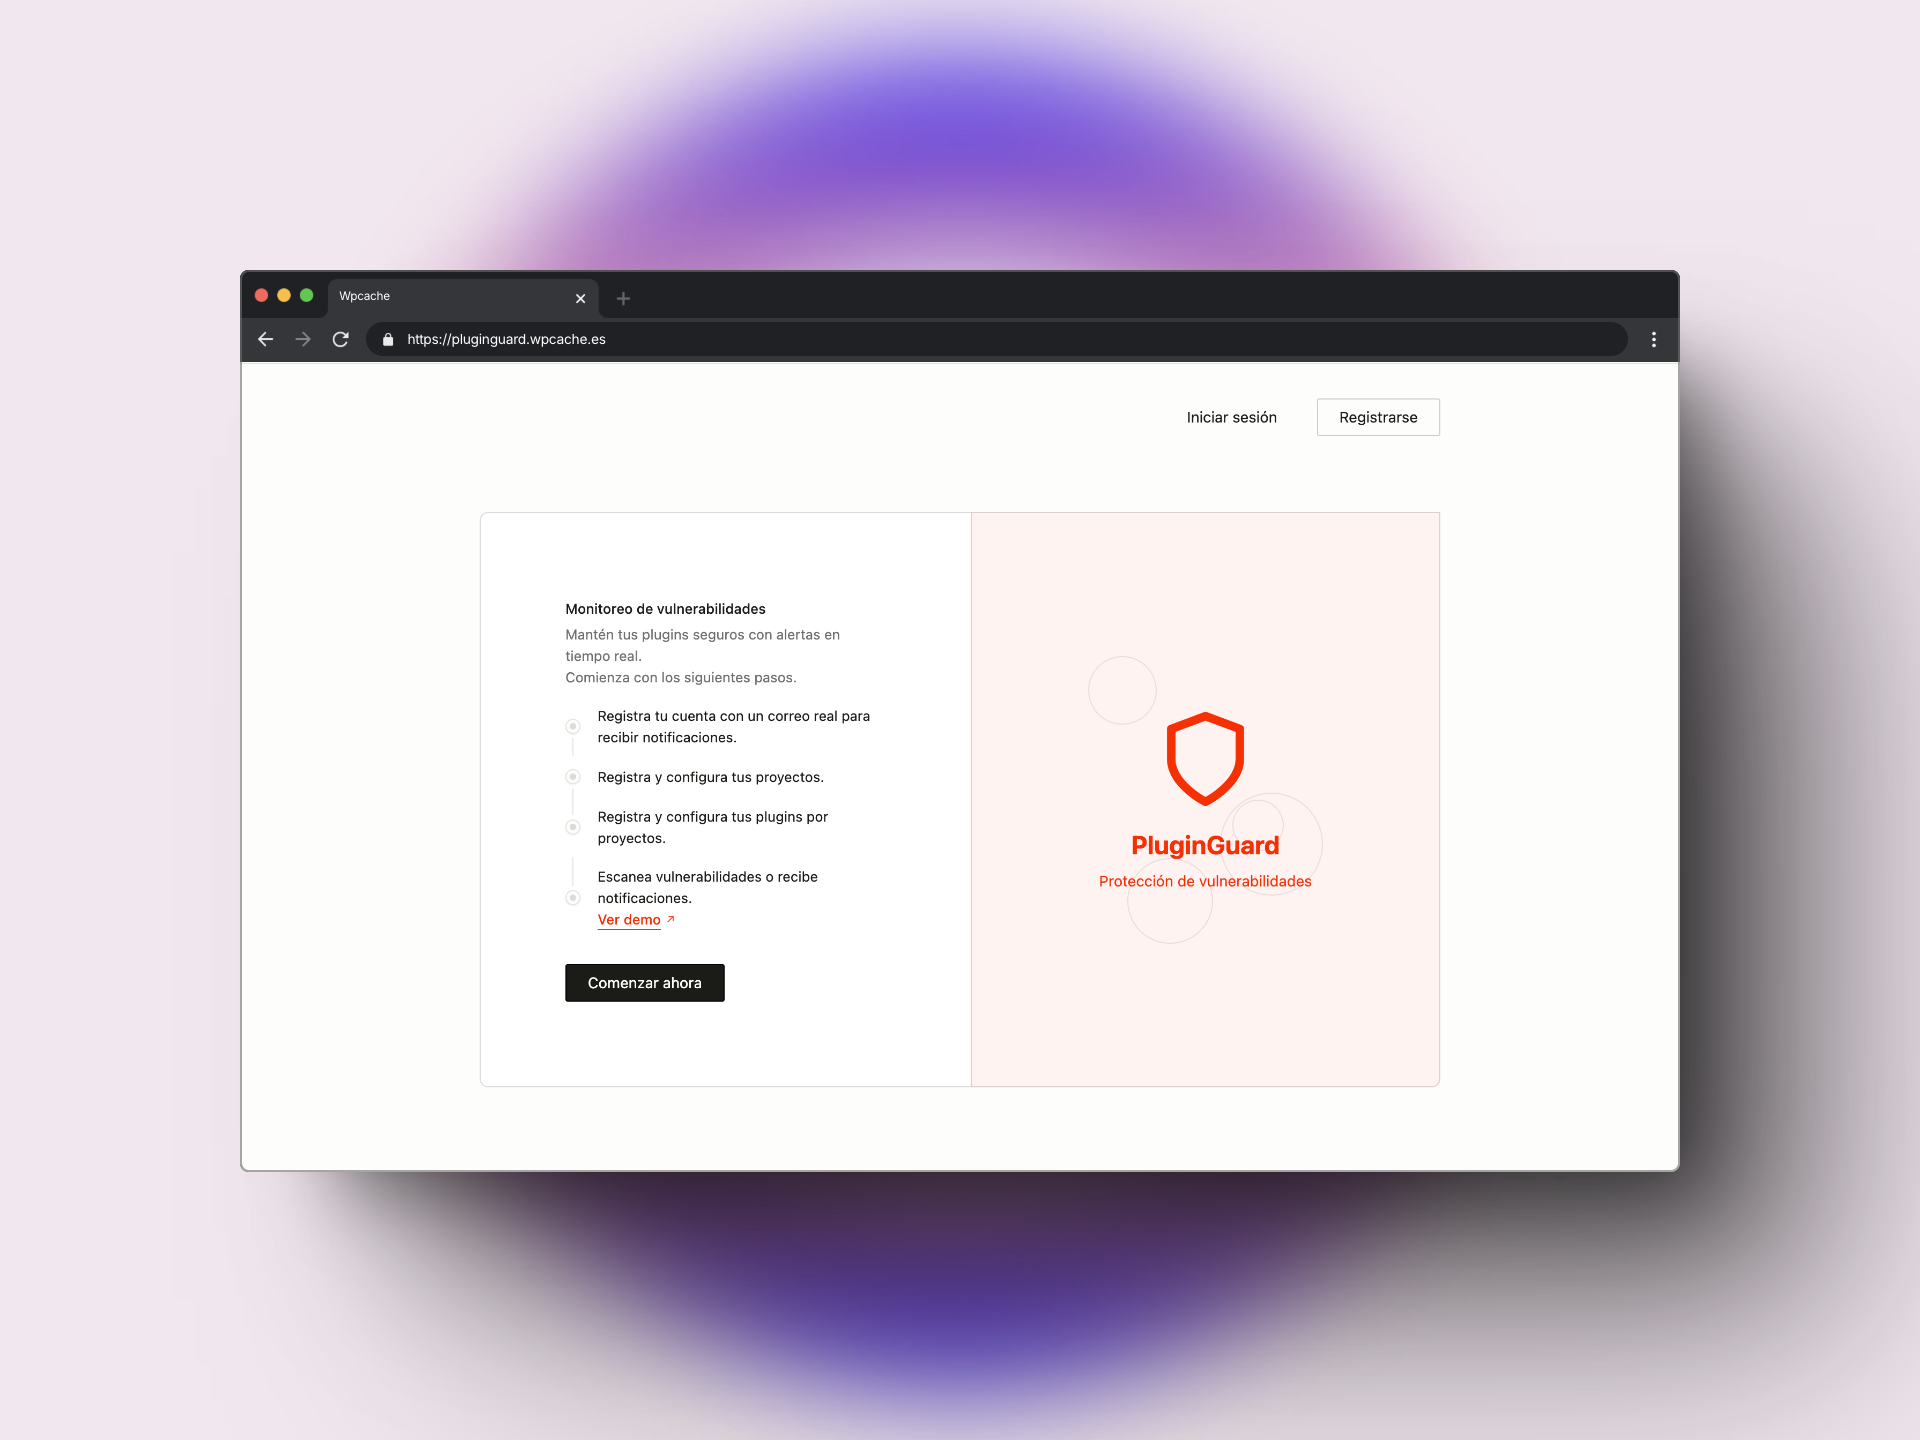 Wpcache
https://pluginguard.wpcache.es
Iniciar sesión
Registrarse
Monitoreo de vulnerabilidades
Mantén tus plugins seguros con alertas en
tiempo real.
Comienza con los siguientes pasos.
Registra tu cuenta con un correo real para
recibir notificaciones.
Registra y configura tus proyectos.
Registra y configura tus plugins por
proyectos.
Escanea vulnerabilidades o recibe
notificaciones.
Ver demo ↗
Comenzar ahora
PluginGuard
Protección de vulnerabilidades